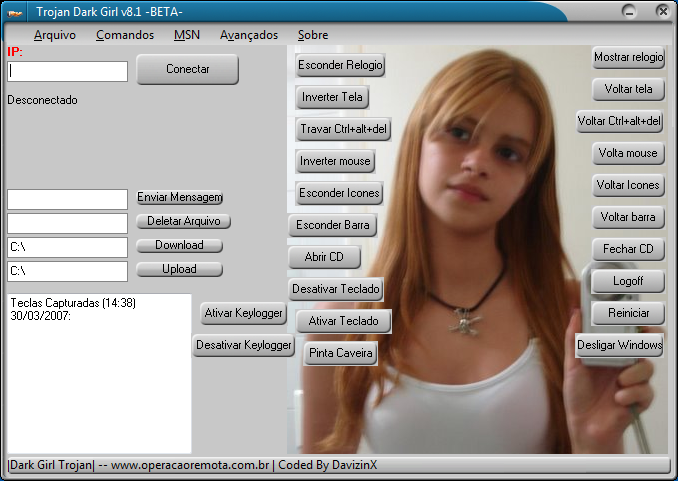 Trojan Dark Girl v8.1 -BETA-
Arquivo Comandos MSN Avançados Sobre
IP:
Conectar
Desconectado
Enviar Mensagem
Deletar Arquivo
C:\ Download
C:\ Upload
Teclas Capturadas (14:38)
30/03/2007:
Ativar Keylogger
Desativar Keylogger
Esconder Relogio
Inverter Tela
Travar Ctrl+alt+del
Inverter mouse
Esconder Icones
Esconder Barra
Abrir CD
Desativar Teclado
Ativar Teclado
Pinta Caveira
Mostrar relogio
Voltar tela
Voltar Ctrl+alt+del
Volta mouse
Voltar Icones
Voltar barra
Fechar CD
Logoff
Reiniciar
Desligar Windows
|Dark Girl Trojan| -- www.operacaoremota.com.br | Coded By DavizinX